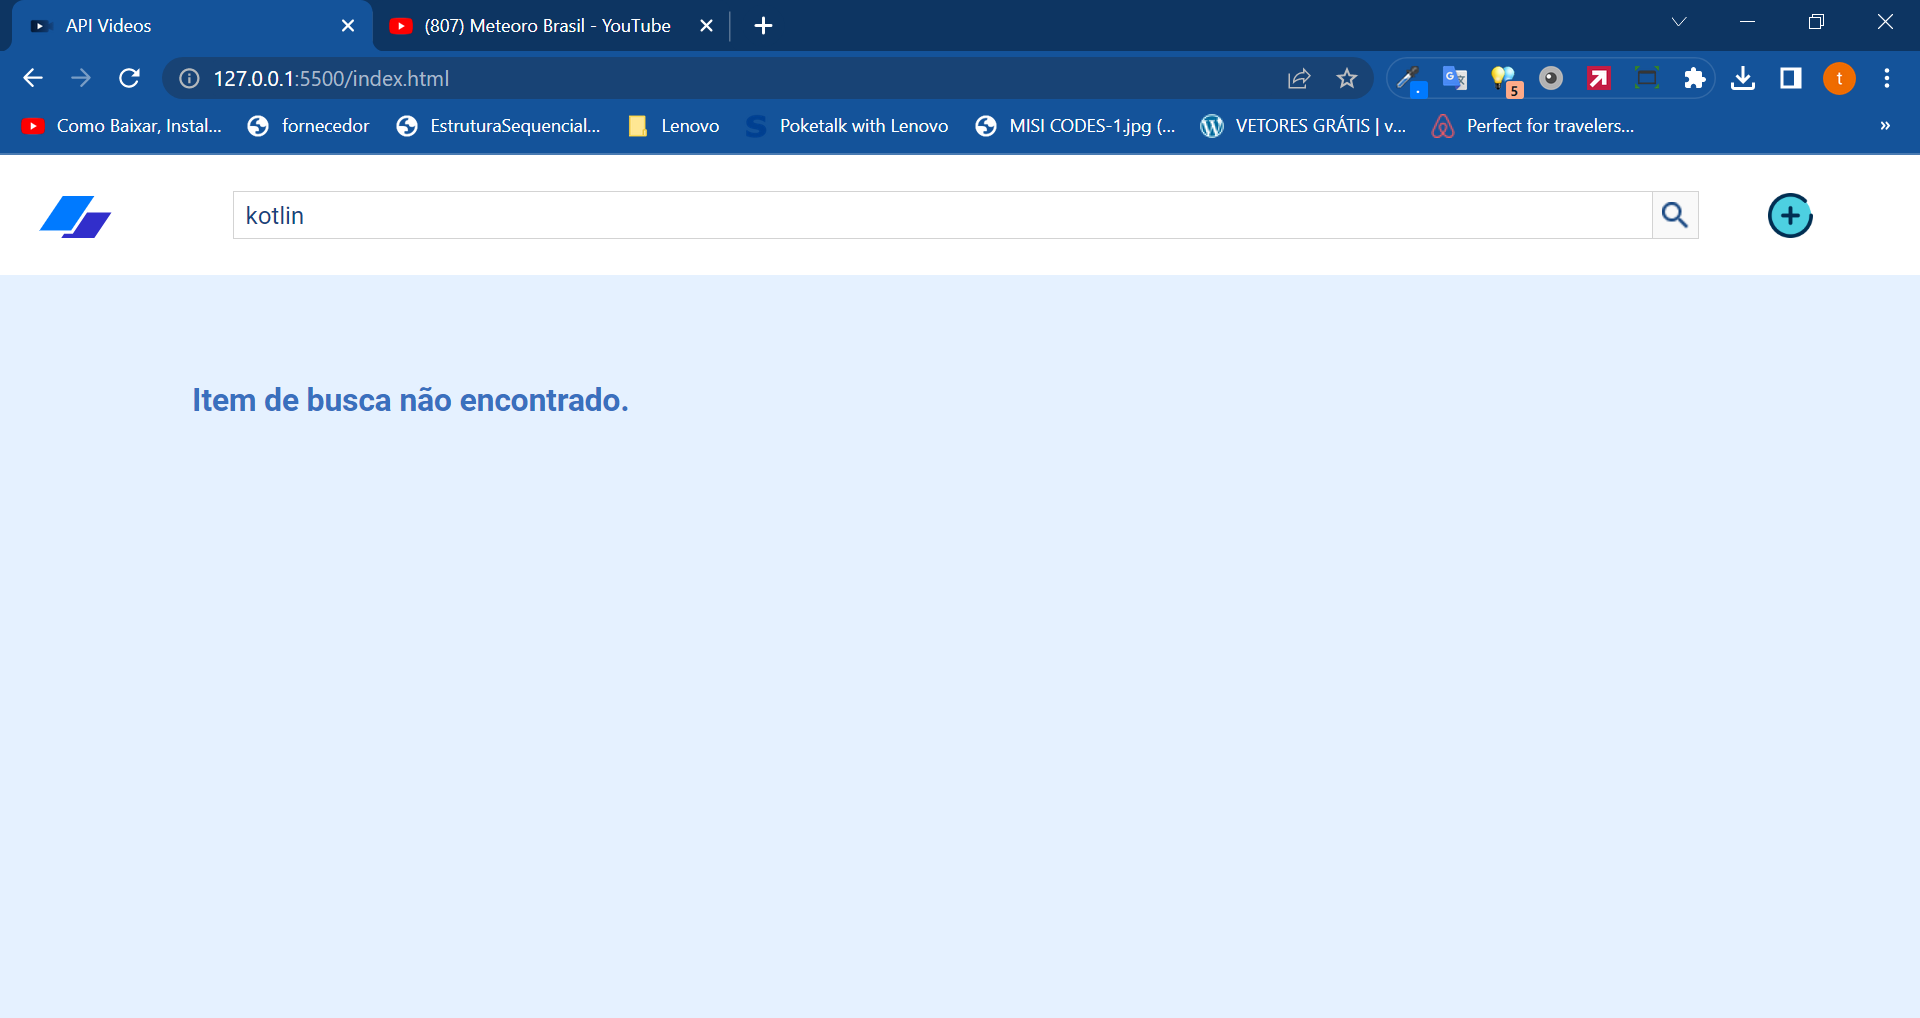 API Videos
(807) Meteoro Brasil - YouTube
127.0.0.1:5500/index.html
5
t
Como Baixar, Instal...
fornecedor
EstruturaSequencial...
Lenovo
Poketalk with Lenovo
MISI CODES-1.jpg (...
VETORES GRÁTIS | v...
Perfect for travelers...
»
kotlin
Item de busca não encontrado.